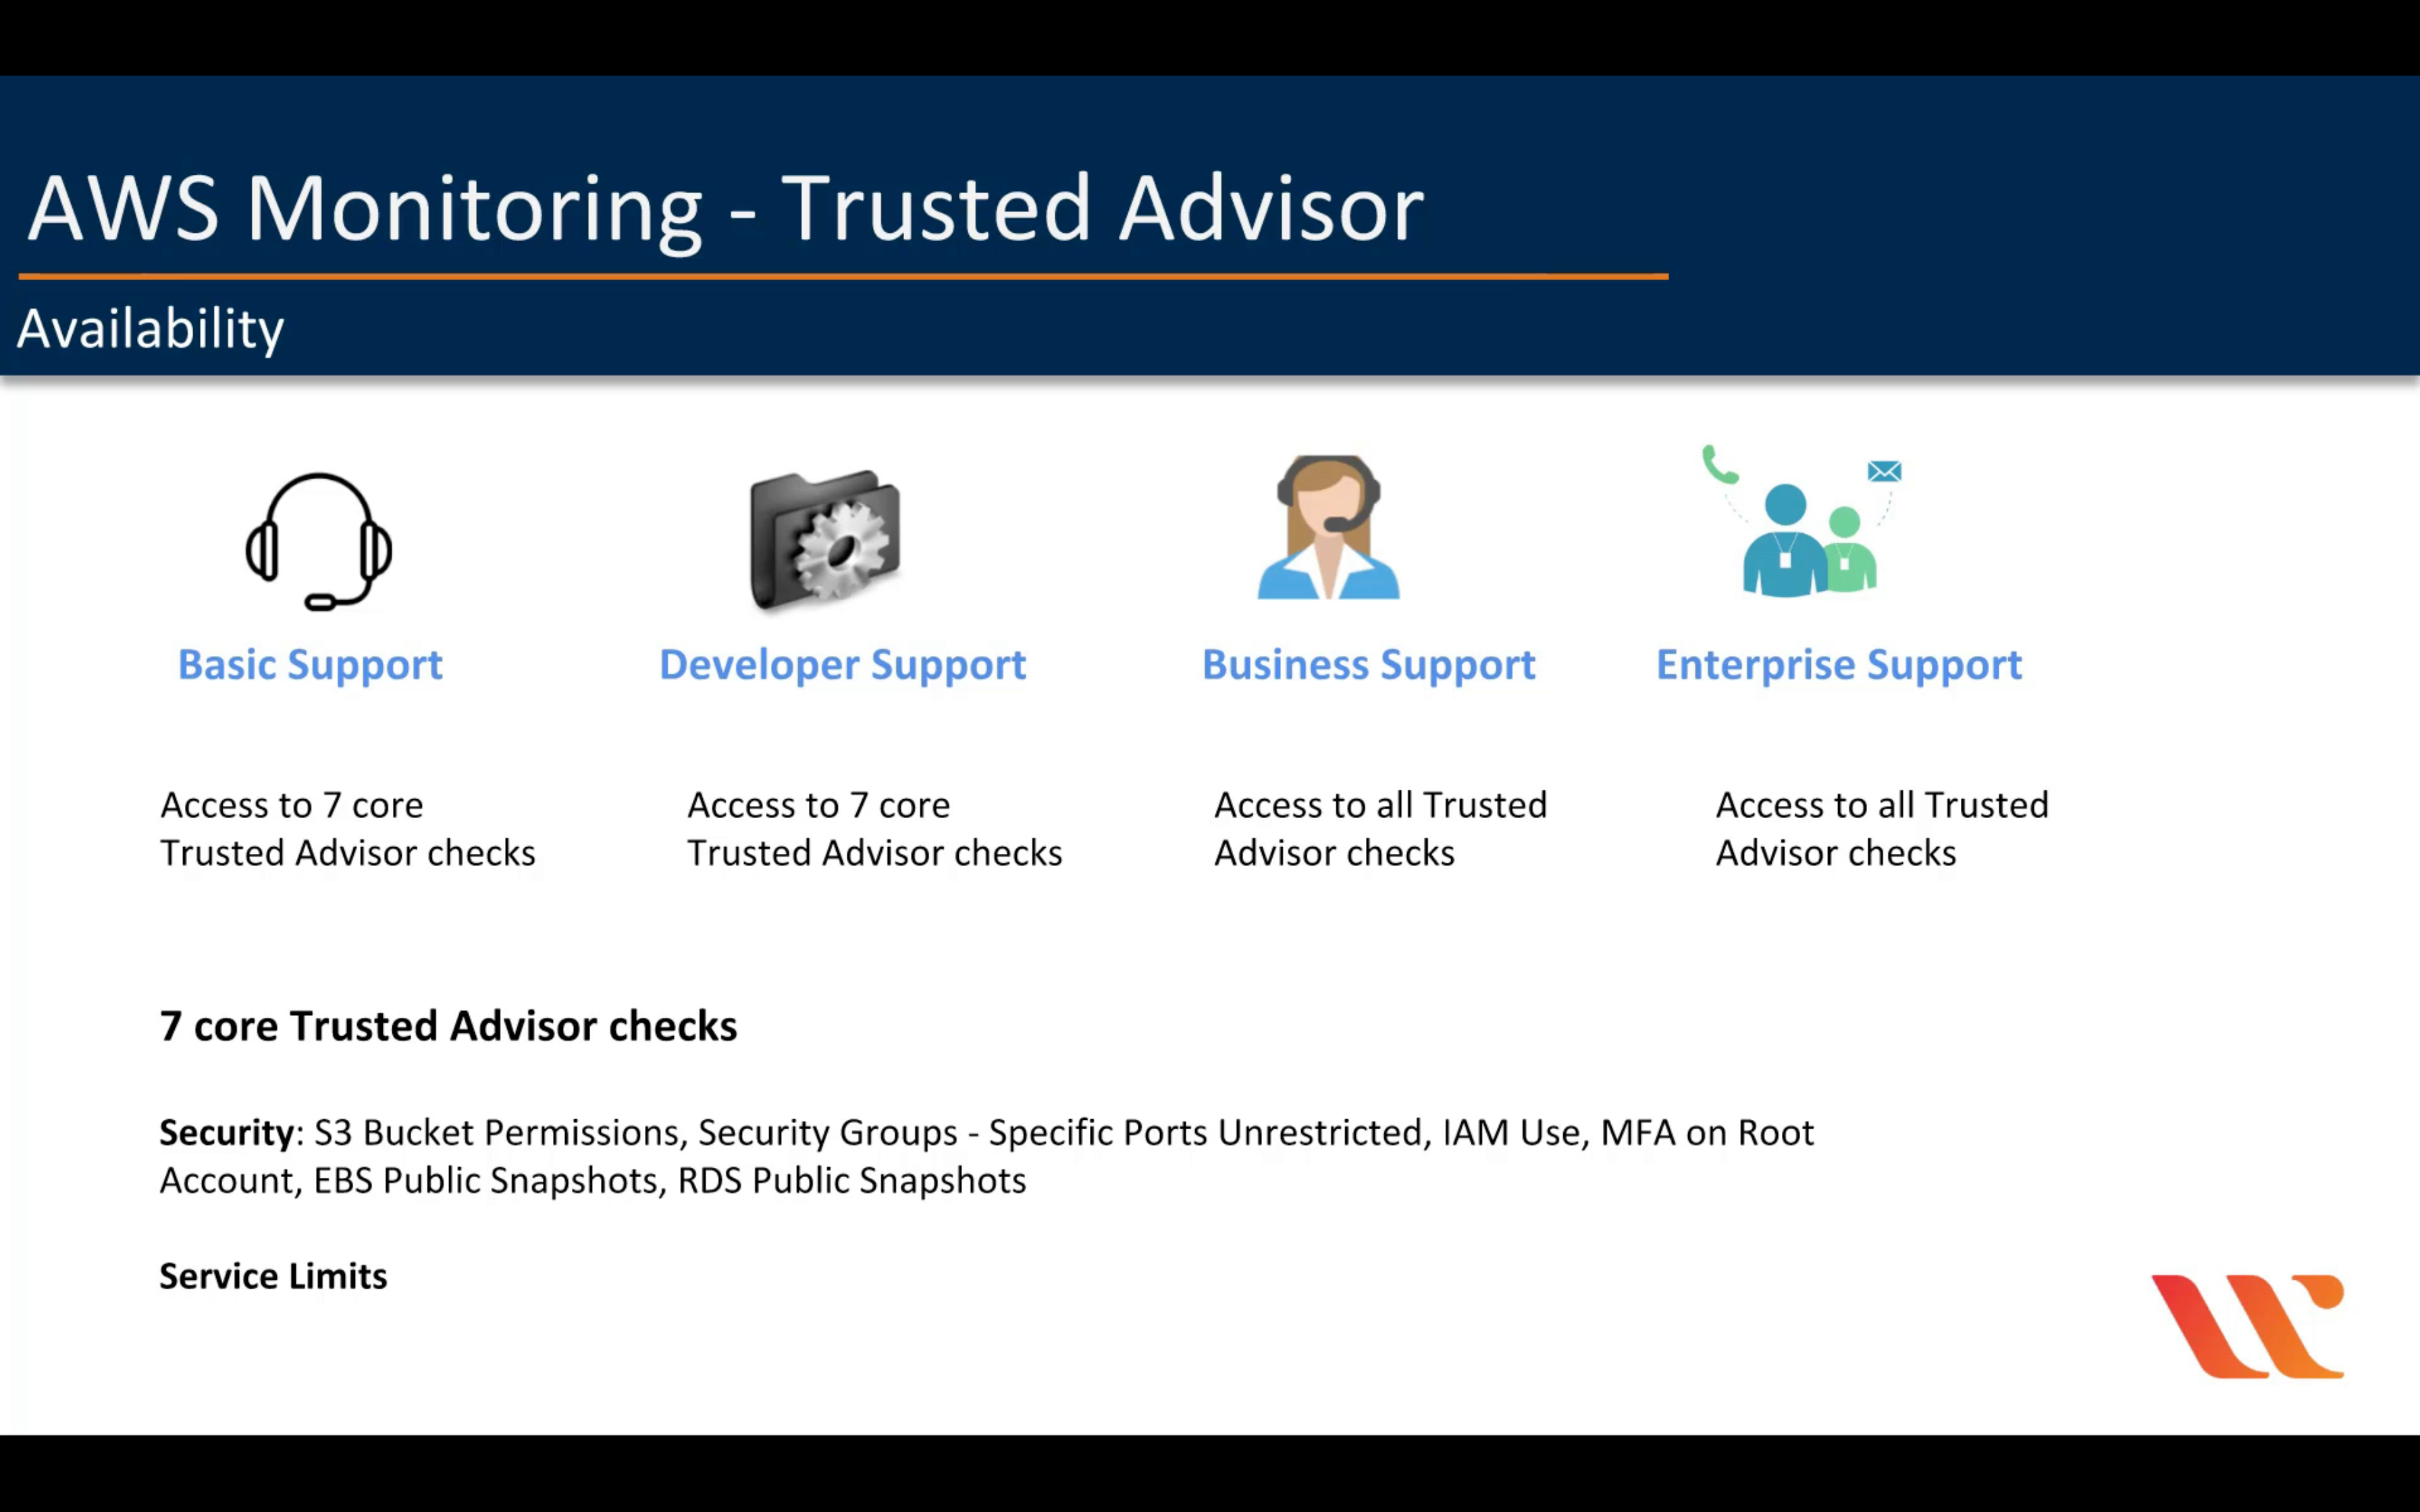 AWS Monitoring - Trusted Advisor
Availability
Basic Support
Developer Support
Business Support
Enterprise Support
Access to 7 core
Trusted Advisor checks
Access to 7 core
Trusted Advisor checks
Access to all Trusted
Advisor checks
Access to all Trusted
Advisor checks
7 core Trusted Advisor checks
Security: S3 Bucket Permissions, Security Groups - Specific Ports Unrestricted, IAM Use, MFA on Root
Account, EBS Public Snapshots, RDS Public Snapshots
Service Limits